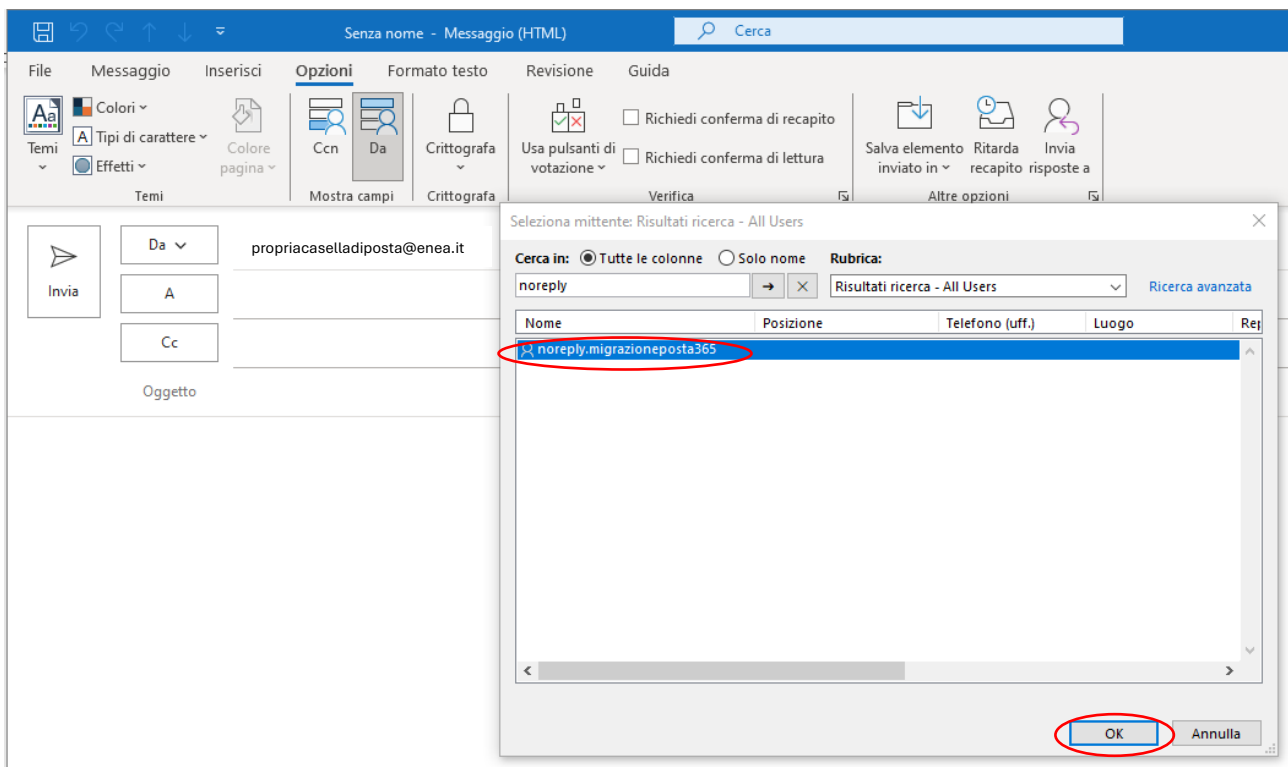 Senza nome - Messaggio (HTML)
Cerca
File Messaggio Inserisci Opzioni Formato testo Revisione Guida
Aa
Temi
Colori
A Tipi di carattere
Effetti
Colore
pagina
Temi
Ccn
Da
Mostra campi
Crittografa
Crittografa
Usa pulsanti di
votazione
Richiedi conferma di recapito
Richiedi conferma di lettura
Verifica
Salva elemento
inviato in
Ritarda
recapito
Invia
risposte a
Altre opzioni
Invia
Da
propriacaselladiposta@enea.it
A
Cc
Oggetto
Seleziona mittente: Risultati ricerca - All Users
Cerca in: Tutte le colonne Solo nome Rubrica:
noreply
Risultati ricerca - All Users
Ricerca avanzata
Nome Posizione Telefono (uff.) Luogo Rep
noreply.migrazioneposta365
OK
Annulla